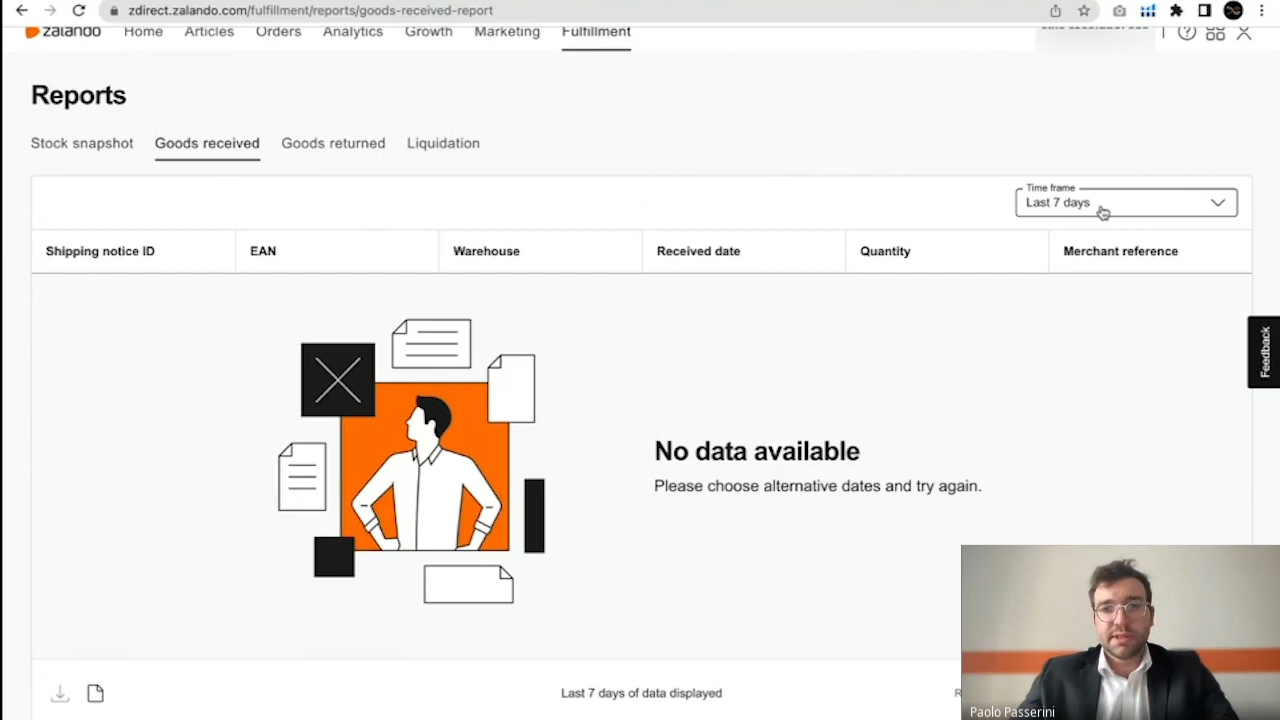 zdirect.zalando.com/fulfillment/reports/goods-received-report
zalando Home Articles Orders Analytics Growth Marketing Fulfillment
Reports
Stock snapshot Goods received Goods returned Liquidation
Time frame
Last 7 days
Shipping notice ID EAN Warehouse Received date Quantity Merchant reference
Feedback
No data available
Please choose alternative dates and try again.
Last 7 days of data displayed
Paolo Passerini